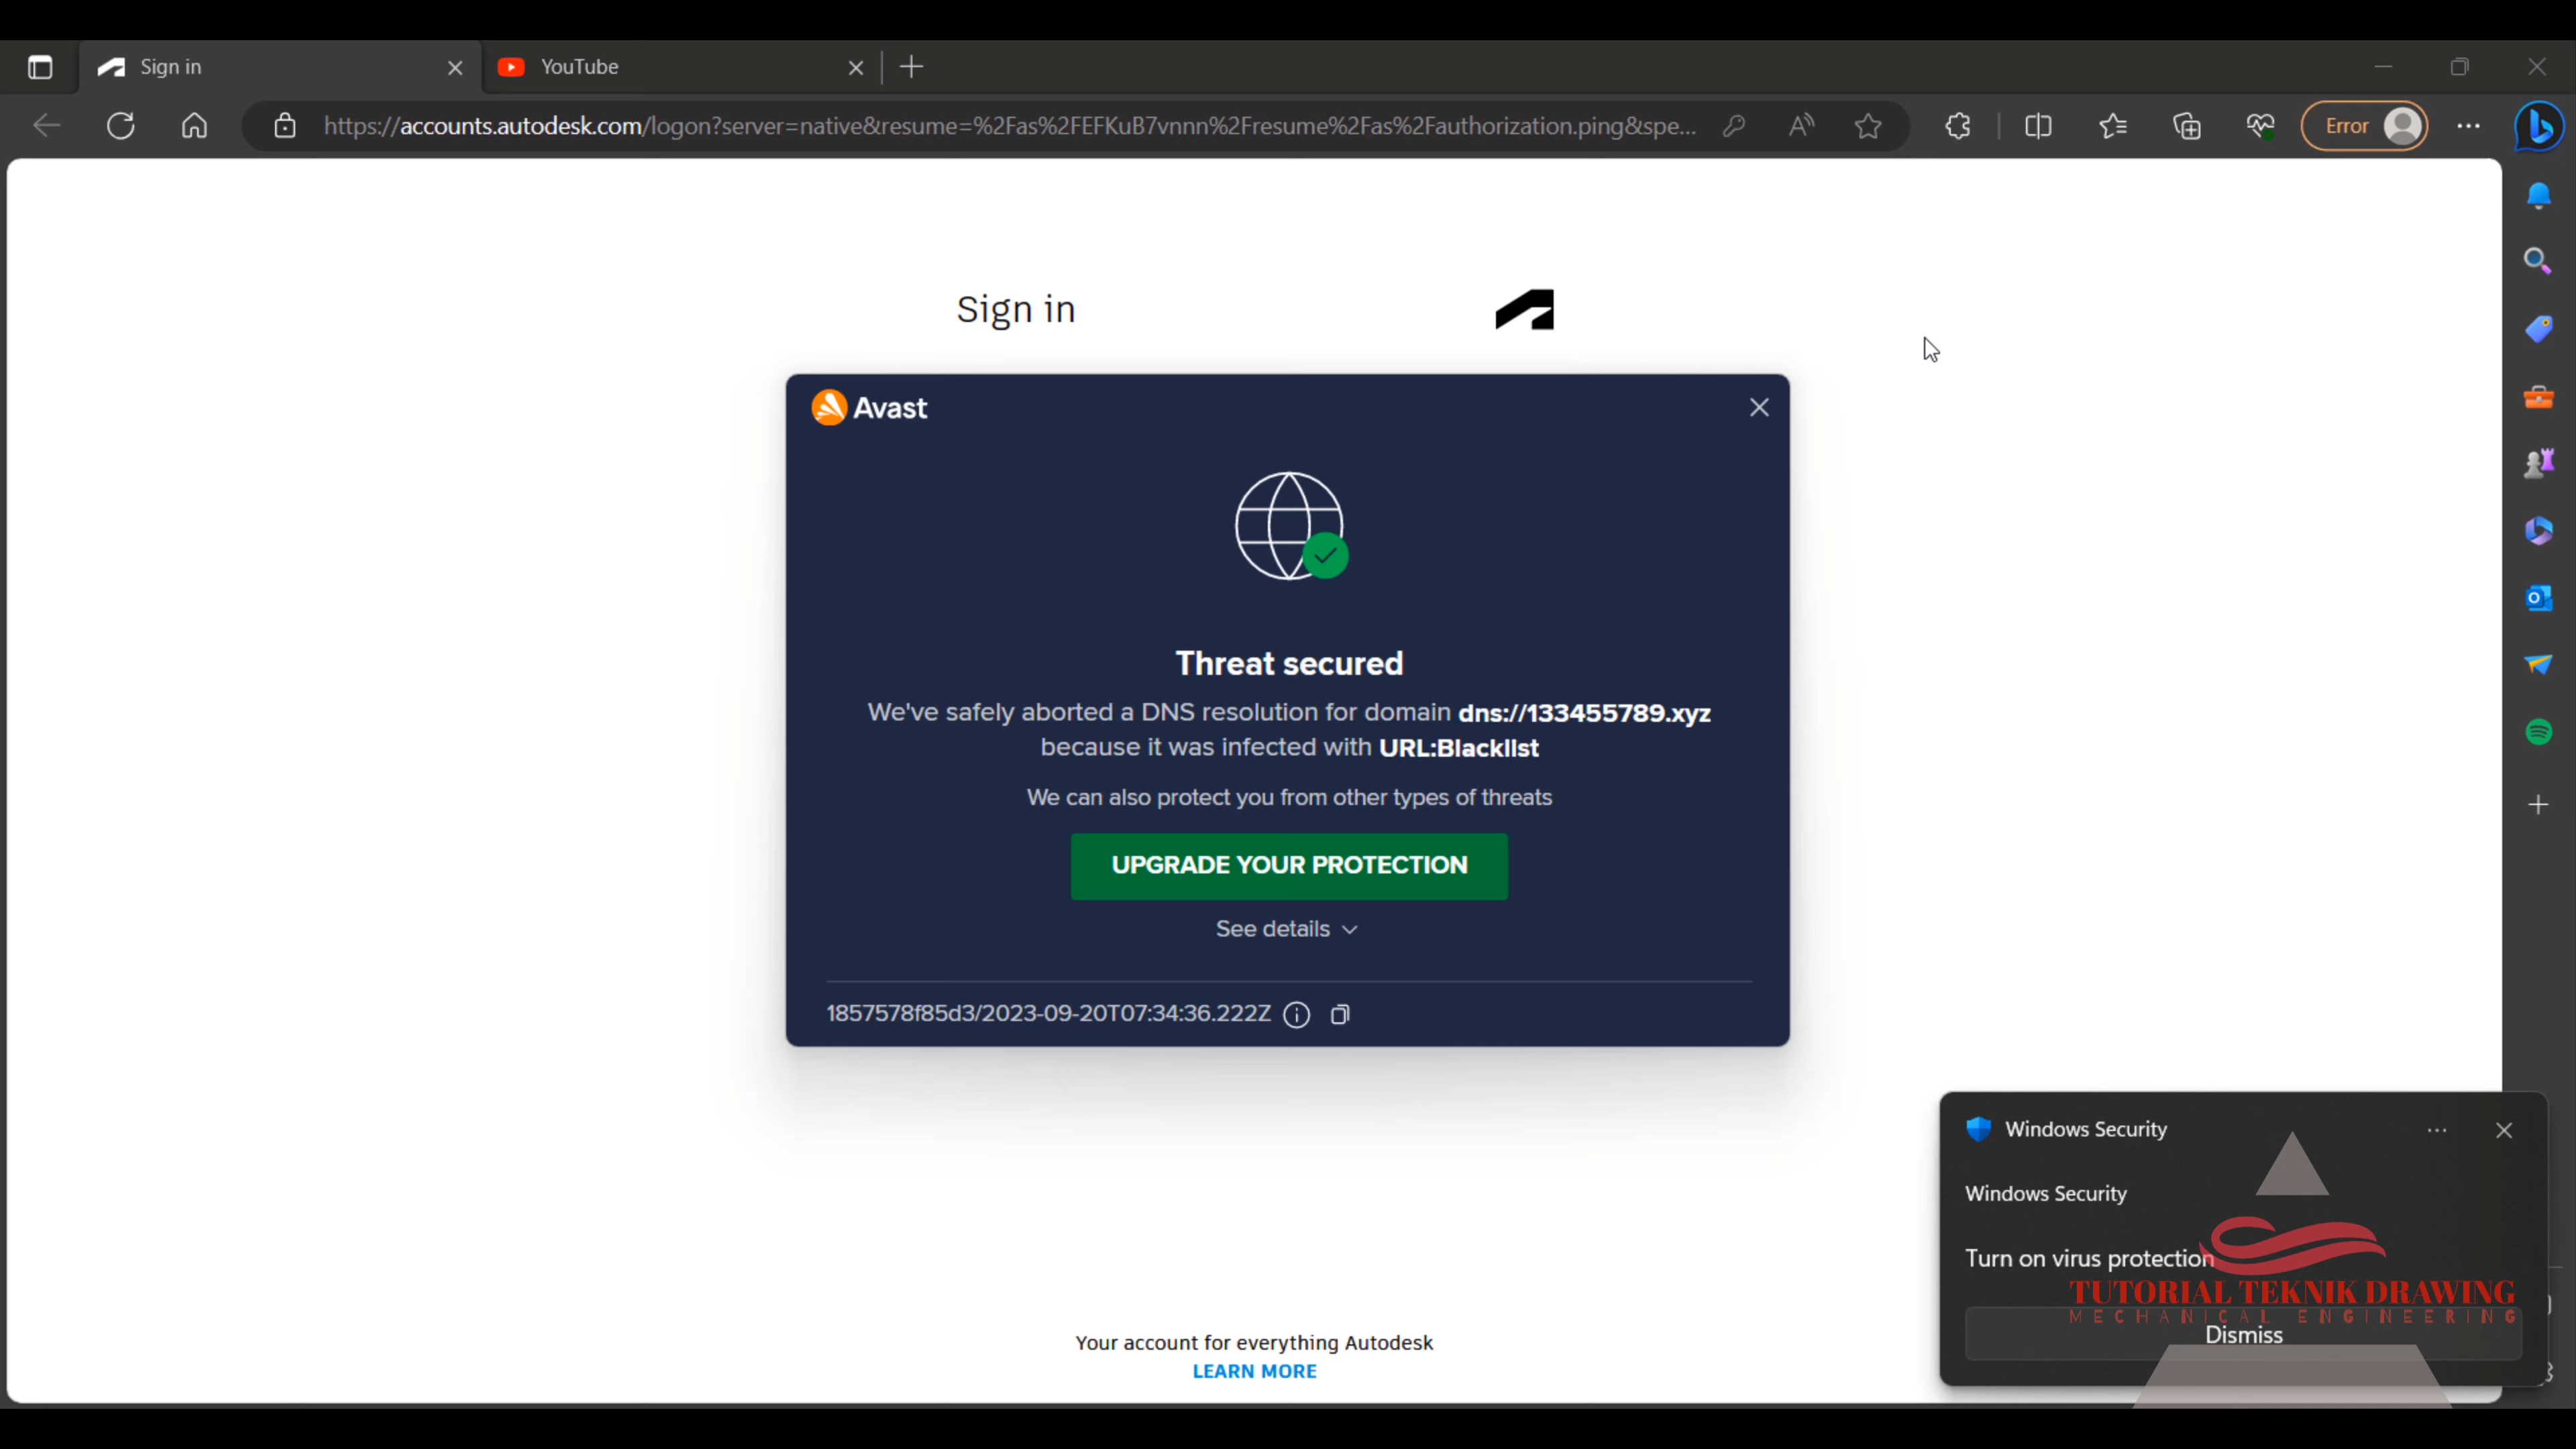 Sign in
YouTube
https://accounts.autodesk.com/logon?server=native&resume=%2Fas%2FEFKuB7vnnn%2Fresume%2Fas%2Fauthorization.ping&spe...
Error
Sign in
Avast
Threat secured
We've safely aborted a DNS resolution for domain dns://133455789.xyz
because it was infected with URL:Blacklist
We can also protect you from other types of threats
UPGRADE YOUR PROTECTION
See details
1857578f85d3/2023-09-20T07:34:36.222Z
Your account for everything Autodesk
LEARN MORE
Windows Security
Windows Security
Turn on virus protection
TUTORIAL TEKNIK DRAWING
MECHANICAL ENGINEERING
Dismiss